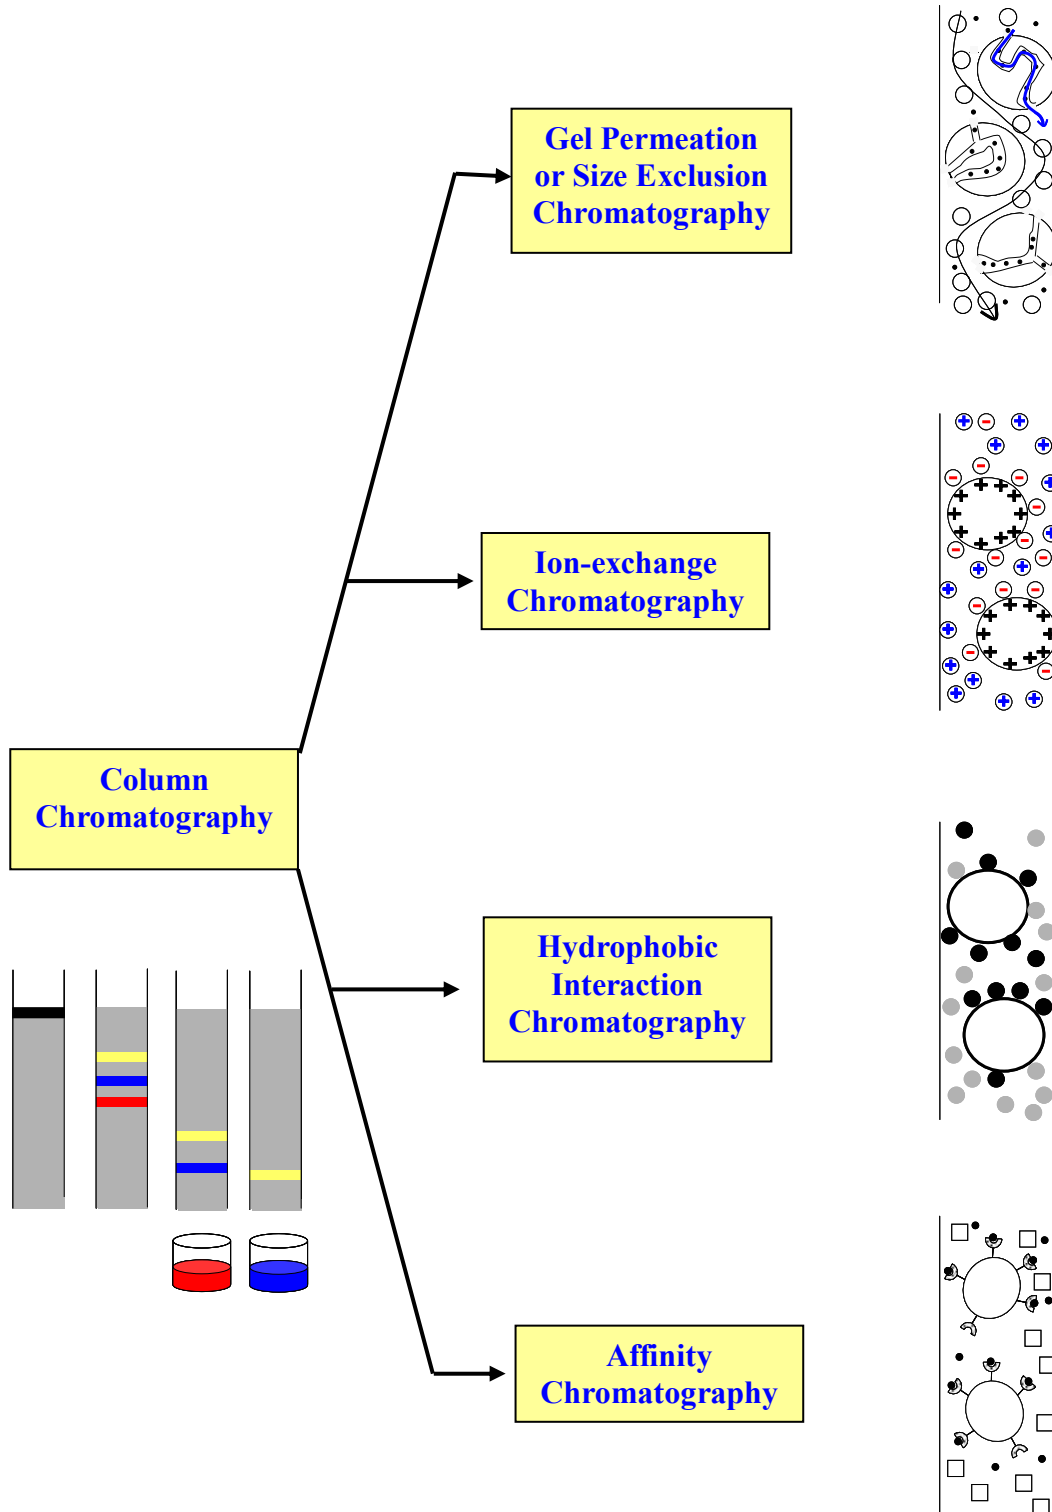 Gel Permeation
or Size Exclusion
Chromatography
Ion-exchange
Chromatography
Column
Chromatography
Hydrophobic
Interaction
Chromatography
Affinity
Chromatography